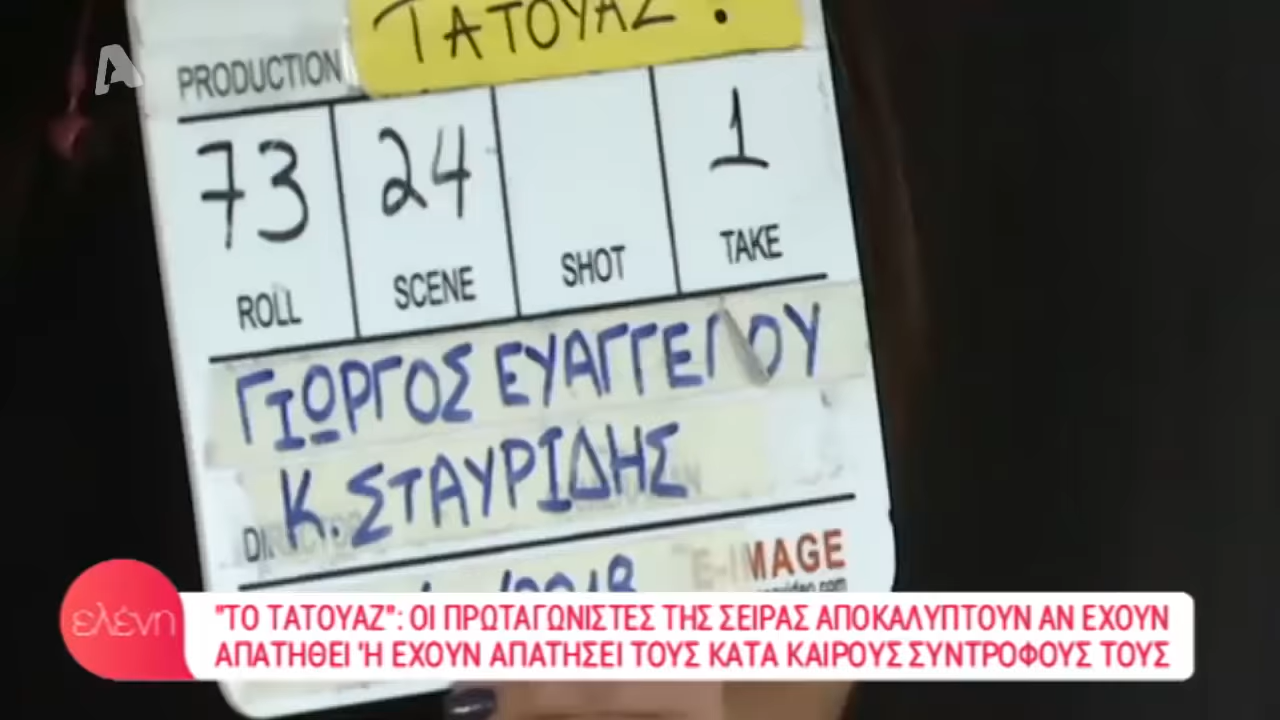 A
ΤΑΤΟΥΑΖ
PRODUCTION
73 24 1
ROLL SCENE SHOT TAKE
ΓΙΩΡΓΟΣ ΕΥΑΓΓΕΛΟΥ
Κ. ΣΤΑΥΡΙΔΗΣ
E-IMAGE
ελένη
"ΤΟ ΤΑΤΟΥΑΖ": ΟΙ ΠΡΩΤΑΓΩΝΙΣΤΕΣ ΤΗΣ ΣΕΙΡΑΣ ΑΠΟΚΑΛΥΠΤΟΥΝ ΑΝ ΕΧΟΥΝ
ΑΠΑΤΗΘΕΙ Ή ΕΧΟΥΝ ΑΠΑΤΗΣΕΙ ΤΟΥΣ ΚΑΤΑ ΚΑΙΡΟΥΣ ΣΥΝΤΡΟΦΟΥΣ ΤΟΥΣ